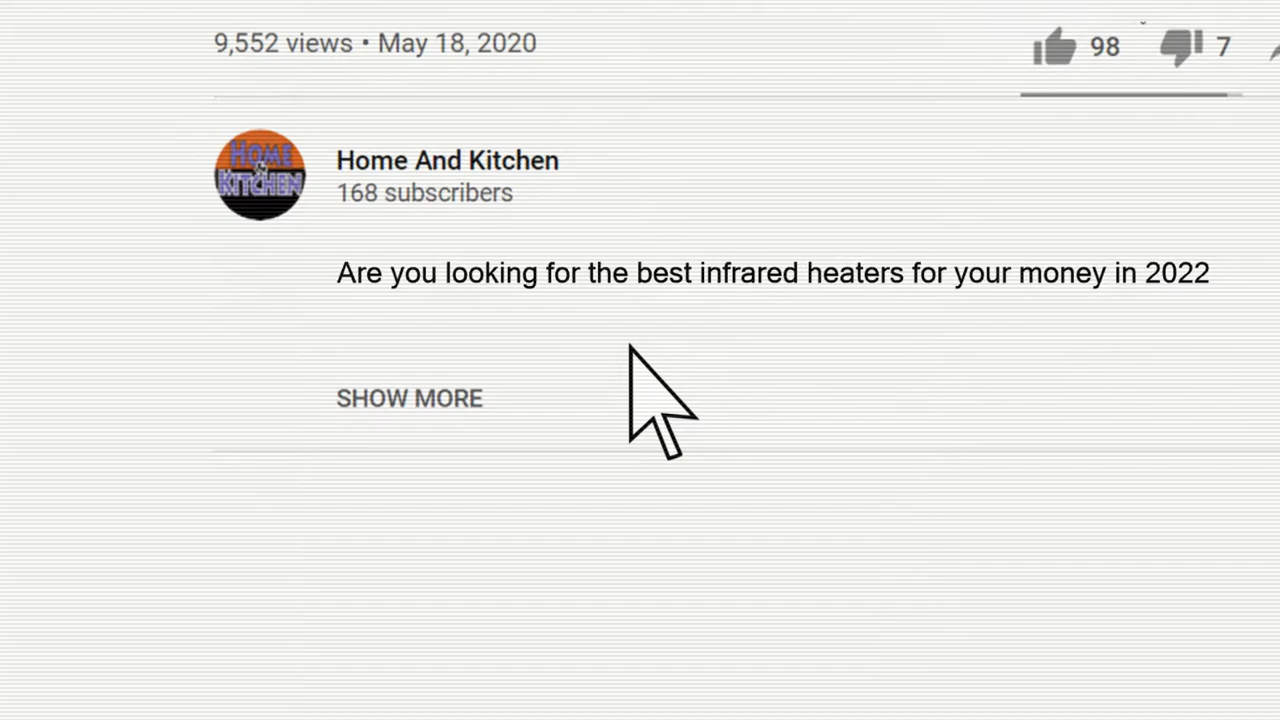 9,552 views • May 18, 2020
98
7
HOME & KITCHEN
Home And Kitchen
168 subscribers
Are you looking for the best infrared heaters for your money in 2022
SHOW MORE